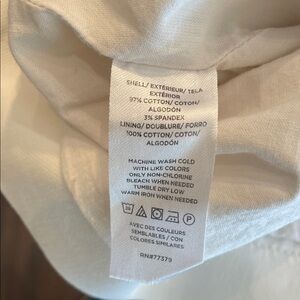 SHELL/ EXTÉRIEUR/ TELA
EXTERIOR
97% COTTON/ COTON/
ALGODÓN
3% SPANDEX
LINING/ DOUBLURE/ FORRO
100% COTTON/ COTON/
ALGODÓN
MACHINE WASH COLD
WITH LIKE COLORS
ONLY NON-CHLORINE
BLEACH WHEN NEEDED
TUMBLE DRY LOW
WARM IRON WHEN NEEDED
P
AVEC DES COULEURS
SEMBLABLES / CON
COLORES SIMILARES
RN#77379